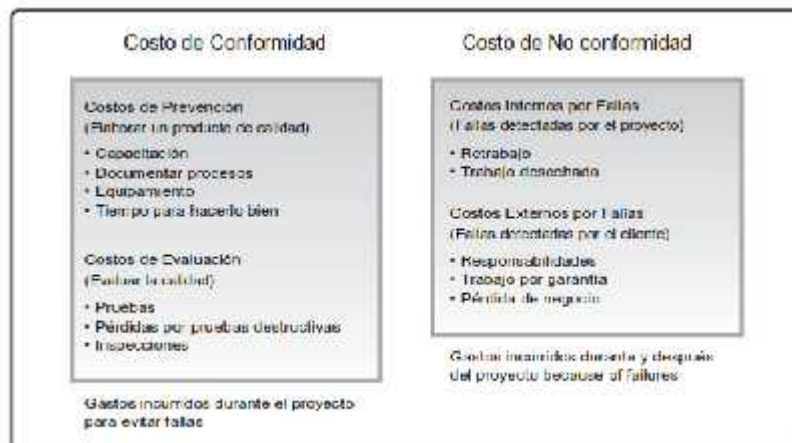 Costo de Conformidad
Costos de Prevención
(Elaborar un producto de calidad)
• Capacitación
• Documentar procesos
• Equipamiento
• Tiempo para hacerlo bien
Costos de Evaluación
(Evaluar la calidad)
• Pruebas
• Pérdidas por pruebas destructivas
• Inspecciones
Gastos incurridos durante el proyecto
para evitar fallas
Costo de No conformidad
Costos Internos por Fallas
(Fallas detectadas por el proyecto)
• Retrabajo
• Trabajo desechado
Costos Externos por Fallas
(Fallas detectadas por el cliente)
• Responsabilidades
• Trabajo por garantía
• Pérdida de negocio
Gastos incurridos durante y después
del proyecto because of failures